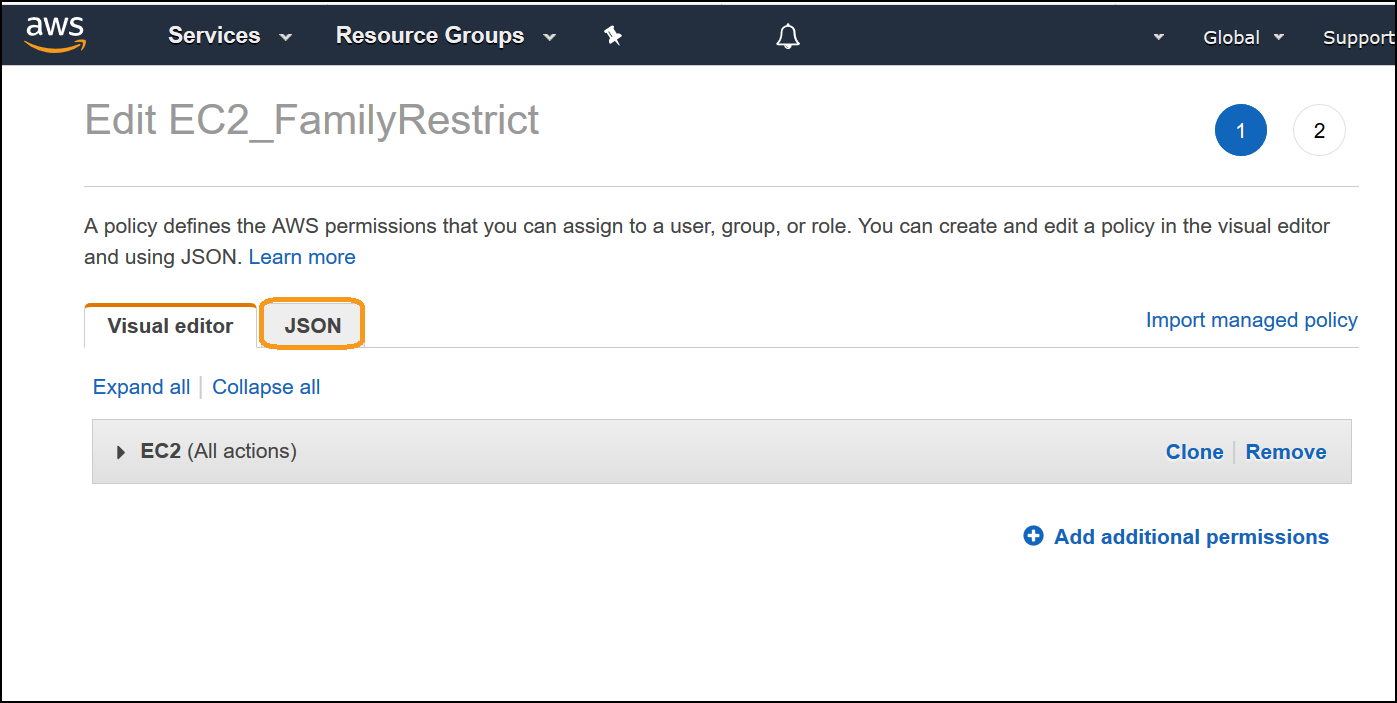 aws Services Resource Groups Global Support
Edit EC2_FamilyRestrict
1 2
A policy defines the AWS permissions that you can assign to a user, group, or role. You can create and edit a policy in the visual editor
and using JSON. Learn more
Visual editor JSON Import managed policy
Expand all Collapse all
EC2 (All actions) Clone Remove
Add additional permissions